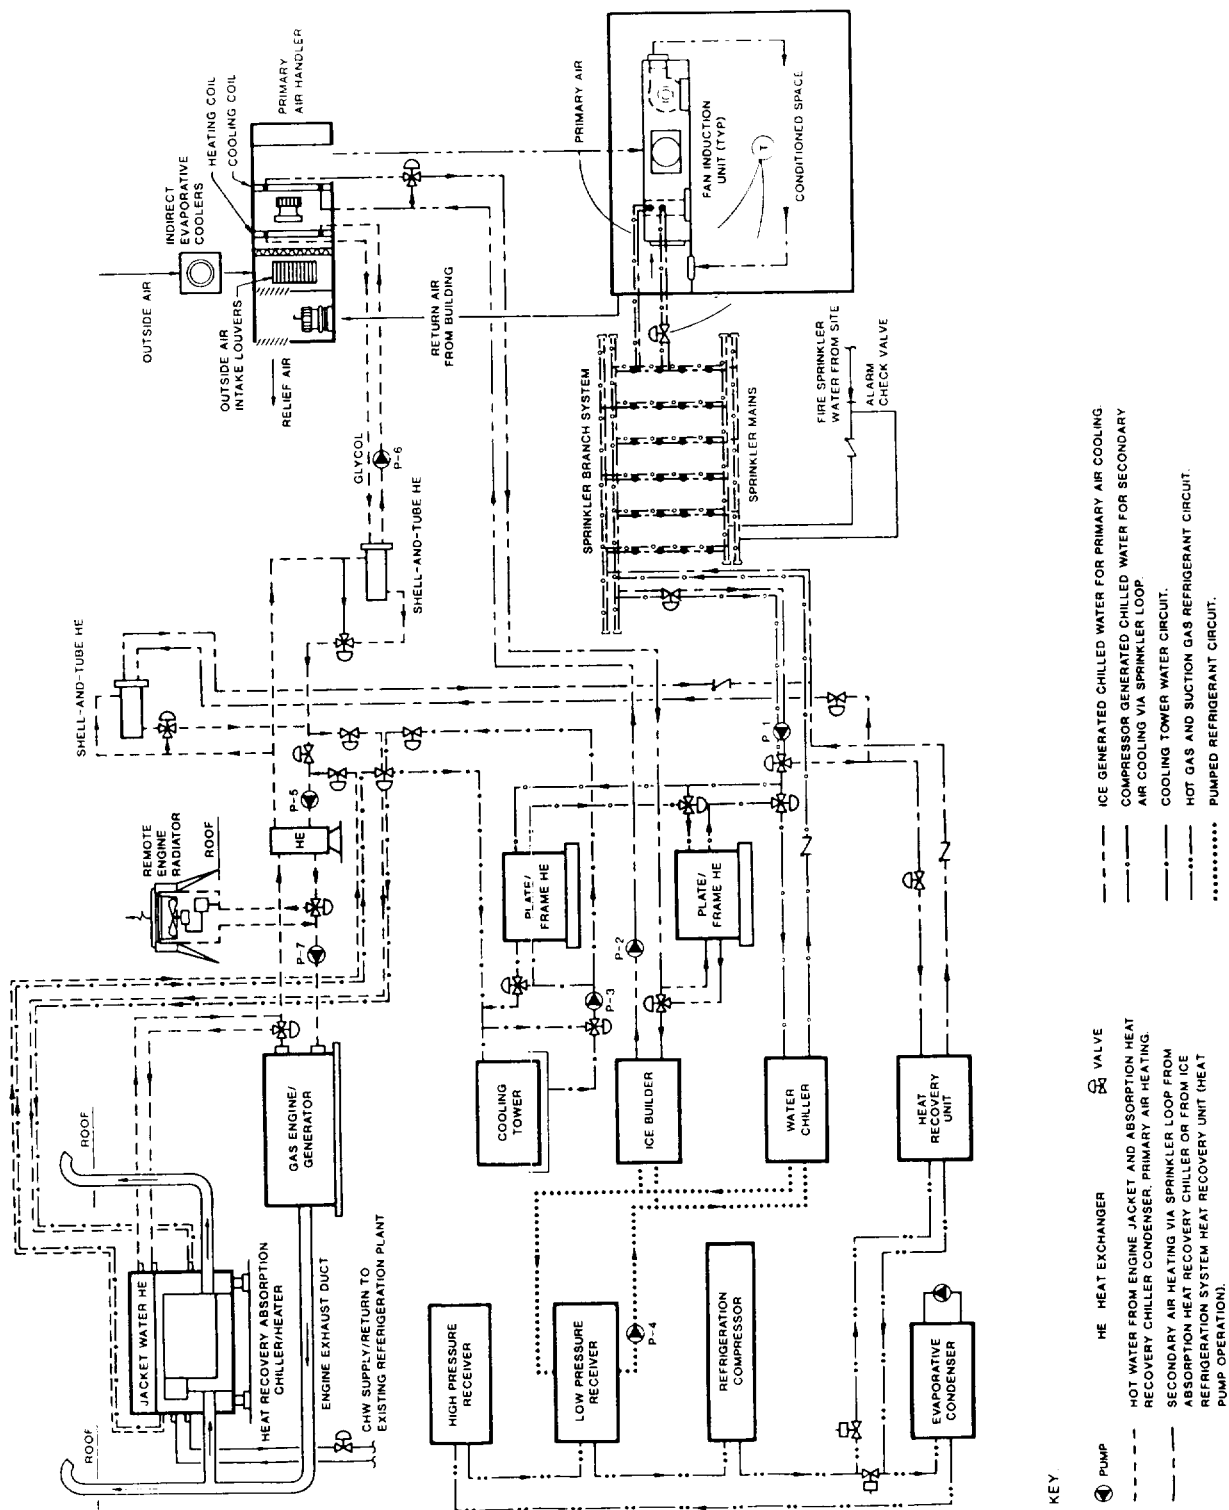 ROOF
ROOF
JACKET WATER HE
HEAT RECOVERY ABSORPTION
CHILLER/HEATER
ENGINE EXHAUST DUCT
CHW SUPPLY/RETURN TO
EXISTING REFERIGERATION PLANT
GAS ENGINE/
GENERATOR
REMOTE
ENGINE
RADIATOR
ROOF
P-7
HE
P-5
SHELL-AND-TUBE HE
SHELL-AND-TUBE HE
GLYCOL
P-6
OUTSIDE AIR
INDIRECT
EVAPORATIVE
COOLERS
HEATING COIL
COOLING COIL
PRIMARY
AIR HANDLER
OUTSIDE AIR
INTAKE LOUVERS
RELIEF AIR
RETURN AIR
FROM BUILDING
PRIMARY AIR
FAN INDUCTION
UNIT (TYP)
T
CONDITIONED SPACE
SPRINKLER BRANCH SYSTEM
SPRINKLER MAINS
FIRE SPRINKLER
WATER FROM SITE
ALARM
CHECK VALVE
PLATE/
FRAME HE
P-3
P-2
PLATE/
FRAME HE
P-1
COOLING
TOWER
ICE BUILDER
WATER
CHILLER
HEAT
RECOVERY
UNIT
HIGH PRESSURE
RECEIVER
LOW PRESSURE
RECEIVER
P-4
REFRIGERATION
COMPRESSOR
EVAPORATIVE
CONDENSER
KEY
PUMP
HE HEAT EXCHANGER
VALVE
HOT WATER FROM ENGINE JACKET AND ABSORPTION HEAT
RECOVERY CHILLER CONDENSER, PRIMARY AIR HEATING.
SECONDARY AIR HEATING VIA SPRINKLER LOOP FROM
ABSORPTION HEAT RECOVERY CHILLER OR FROM ICE
REFRIGERATION SYSTEM HEAT RECOVERY UNIT (HEAT
PUMP OPERATION).
ICE GENERATED CHILLED WATER FOR PRIMARY AIR COOLING.
COMPRESSOR GENERATED CHILLED WATER FOR SECONDARY
AIR COOLING VIA SPRINKLER LOOP.
COOLING TOWER WATER CIRCUIT.
HOT GAS AND SUCTION GAS REFRIGERANT CIRCUIT.
PUMPED REFRIGERANT CIRCUIT.